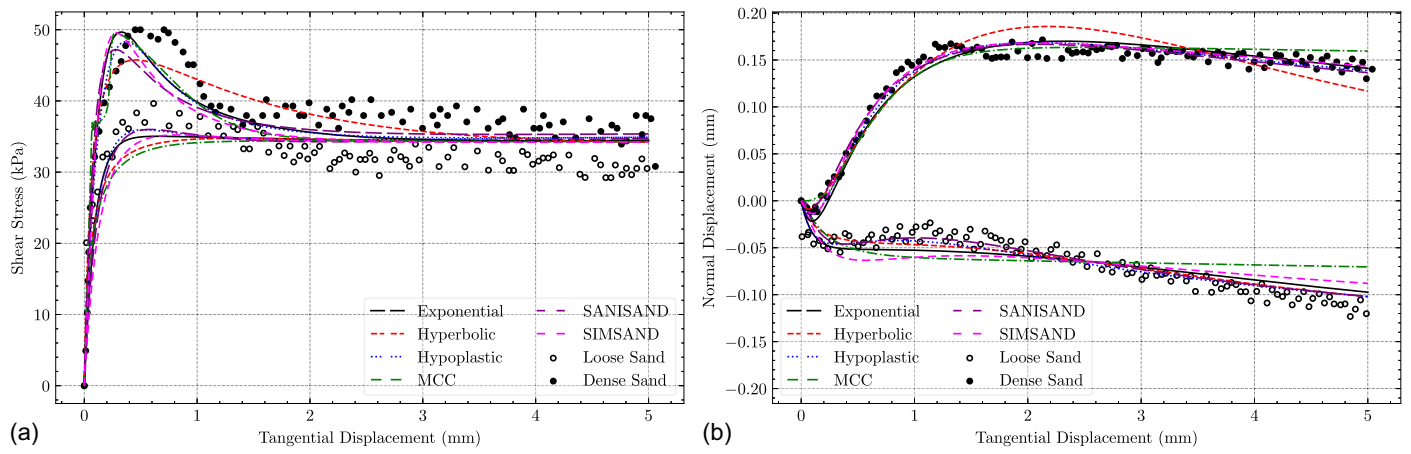 50
40
30
20
10
0
Shear Stress (kPa)
Exponential
Hyperbolic
Hypoplastic
MCC
SANISAND
SIMSAND
Loose Sand
Dense Sand
0 1 2 3 4 5
Tangential Displacement (mm)
(a)
0.20
0.15
0.10
0.05
0.00
−0.05
−0.10
−0.15
−0.20
Normal Displacement (mm)
Exponential
Hyperbolic
Hypoplastic
MCC
SANISAND
SIMSAND
Loose Sand
Dense Sand
0 1 2 3 4 5
Tangential Displacement (mm)
(b)